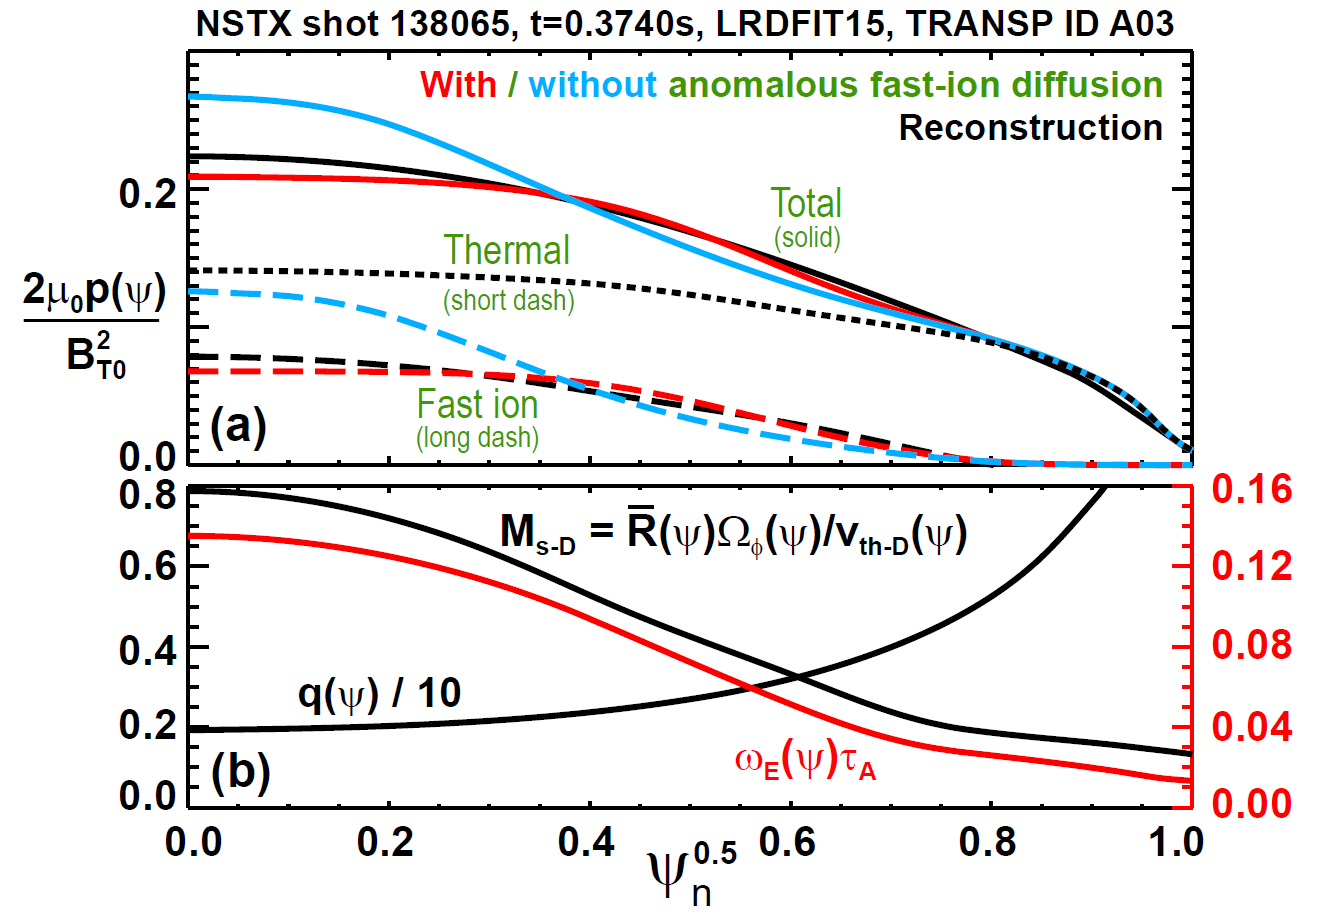 NSTX shot 138065, t=0.3740s, LRDFIT15, TRANSP ID A03
With / without anomalous fast-ion diffusion
Reconstruction
0.2
Total
(solid)
Thermal
(short dash)
2μ₀p(ψ)
B²T0
Fast ion
(long dash)
(a)
0.0
0.8
0.16
Ms-D = R̅(ψ)Ωϕ(ψ)/vth-D(ψ)
0.6
0.12
0.4
0.08
q(ψ) / 10
0.2
0.04
ωE(ψ)τA
(b)
0.0
0.00
0.0 0.2 0.4 0.6 0.8 1.0
ψn^0.5